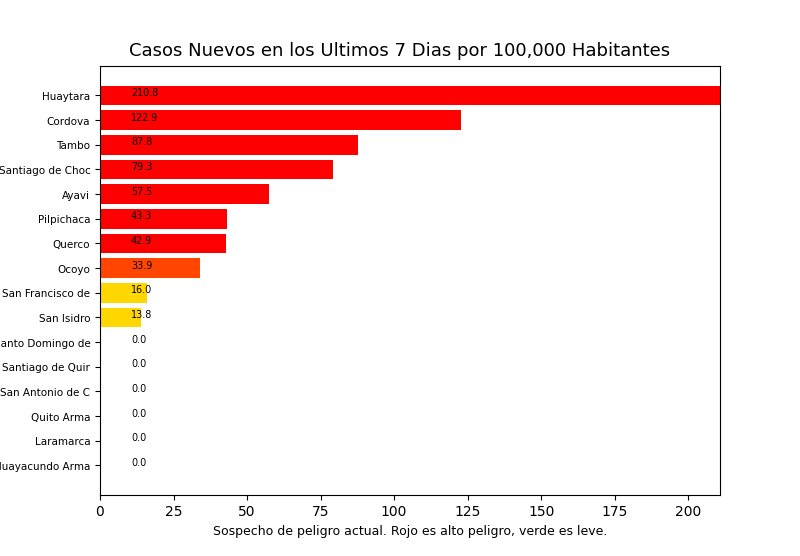 Casos Nuevos en los Ultimos 7 Dias por 100,000 Habitantes
Huaytara 210.8
Cordova 122.9
Tambo 87.8
Santiago de Choc 79.3
Ayavi 57.5
Pilpichaca 43.3
Querco 42.9
Ocoyo 33.9
San Francisco de 16.0
San Isidro 13.8
anto Domingo de 0.0
Santiago de Quir 0.0
San Antonio de C 0.0
Quito Arma 0.0
Laramarca 0.0
uayacundo Arma 0.0
0 25 50 75 100 125 150 175 200
Sospecho de peligro actual. Rojo es alto peligro, verde es leve.